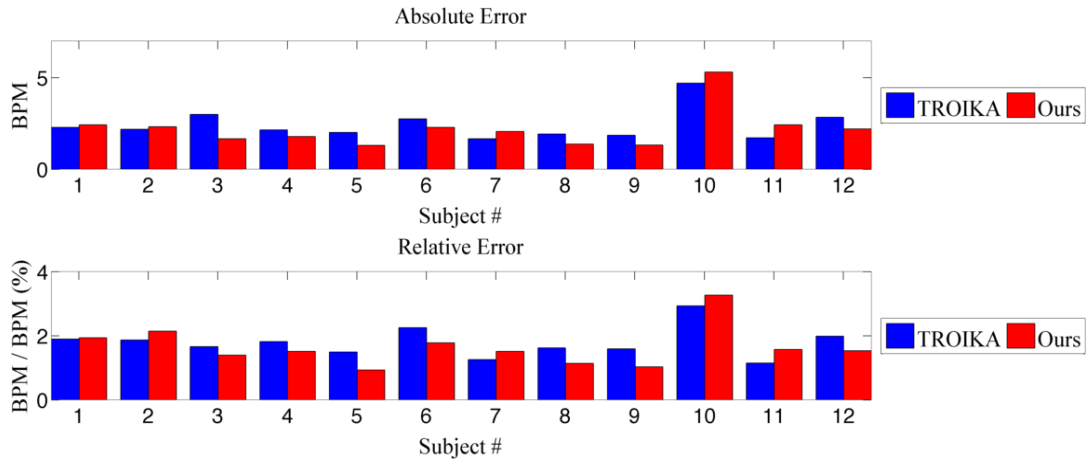 Absolute Error
BPM
5
0
1 2 3 4 5 6 7 8 9 10 11 12
Subject #
TROIKA Ours
Relative Error
BPM / BPM (%)
4
2
0
1 2 3 4 5 6 7 8 9 10 11 12
Subject #
TROIKA Ours